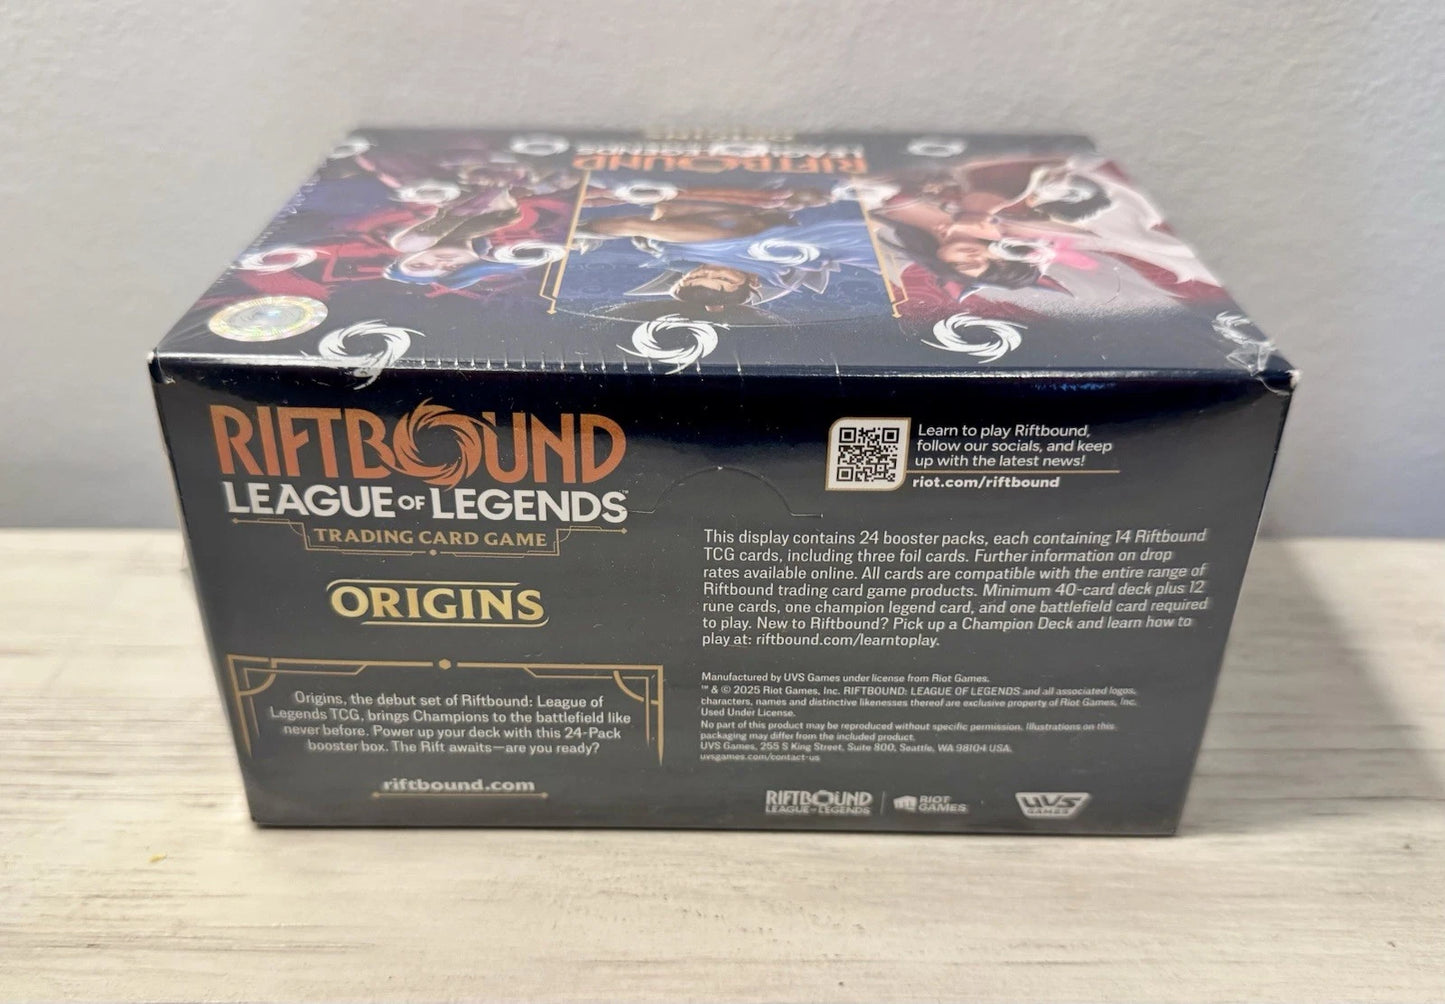 ORIGINS
LEAGUE OF LEGENDS
RIFTBOUND
RIFTBOUND
LEAGUE OF LEGENDS™
TRADING CARD GAME
ORIGINS
Origins, the debut set of Riftbound: League of
Legends TCG, brings Champions to the battlefield like
never before. Power up your deck with this 24-Pack
booster box. The Rift awaits—are you ready?
riftbound.com
Learn to play Riftbound,
follow our socials, and keep
up with the latest news!
riot.com/riftbound
This display contains 24 booster packs, each containing 14 Riftbound
TCG cards, including three foil cards. Further information on drop
rates available online. All cards are compatible with the entire range of
Riftbound trading card game products. Minimum 40-card deck plus 12
rune cards, one champion legend card, and one battlefield card required
to play. New to Riftbound? Pick up a Champion Deck and learn how to
play at: riftbound.com/learntoplay.
Manufactured by UVS Games under license from Riot Games.
™ & © 2025 Riot Games, Inc. RIFTBOUND: LEAGUE OF LEGENDS and all associated logos,
characters, names and distinctive likenesses thereof are exclusive property of Riot Games, Inc.
Used Under License.
No part of this product may be reproduced without specific permission. Illustrations on this
packaging may differ from the included product.
UVS Games, 255 S King Street, Suite 800, Seattle, WA 98104 USA.
uvsgames.com/contact-us
RIFTBOUND
LEAGUE OF LEGENDS
RIOT
GAMES
UVS
GAMES